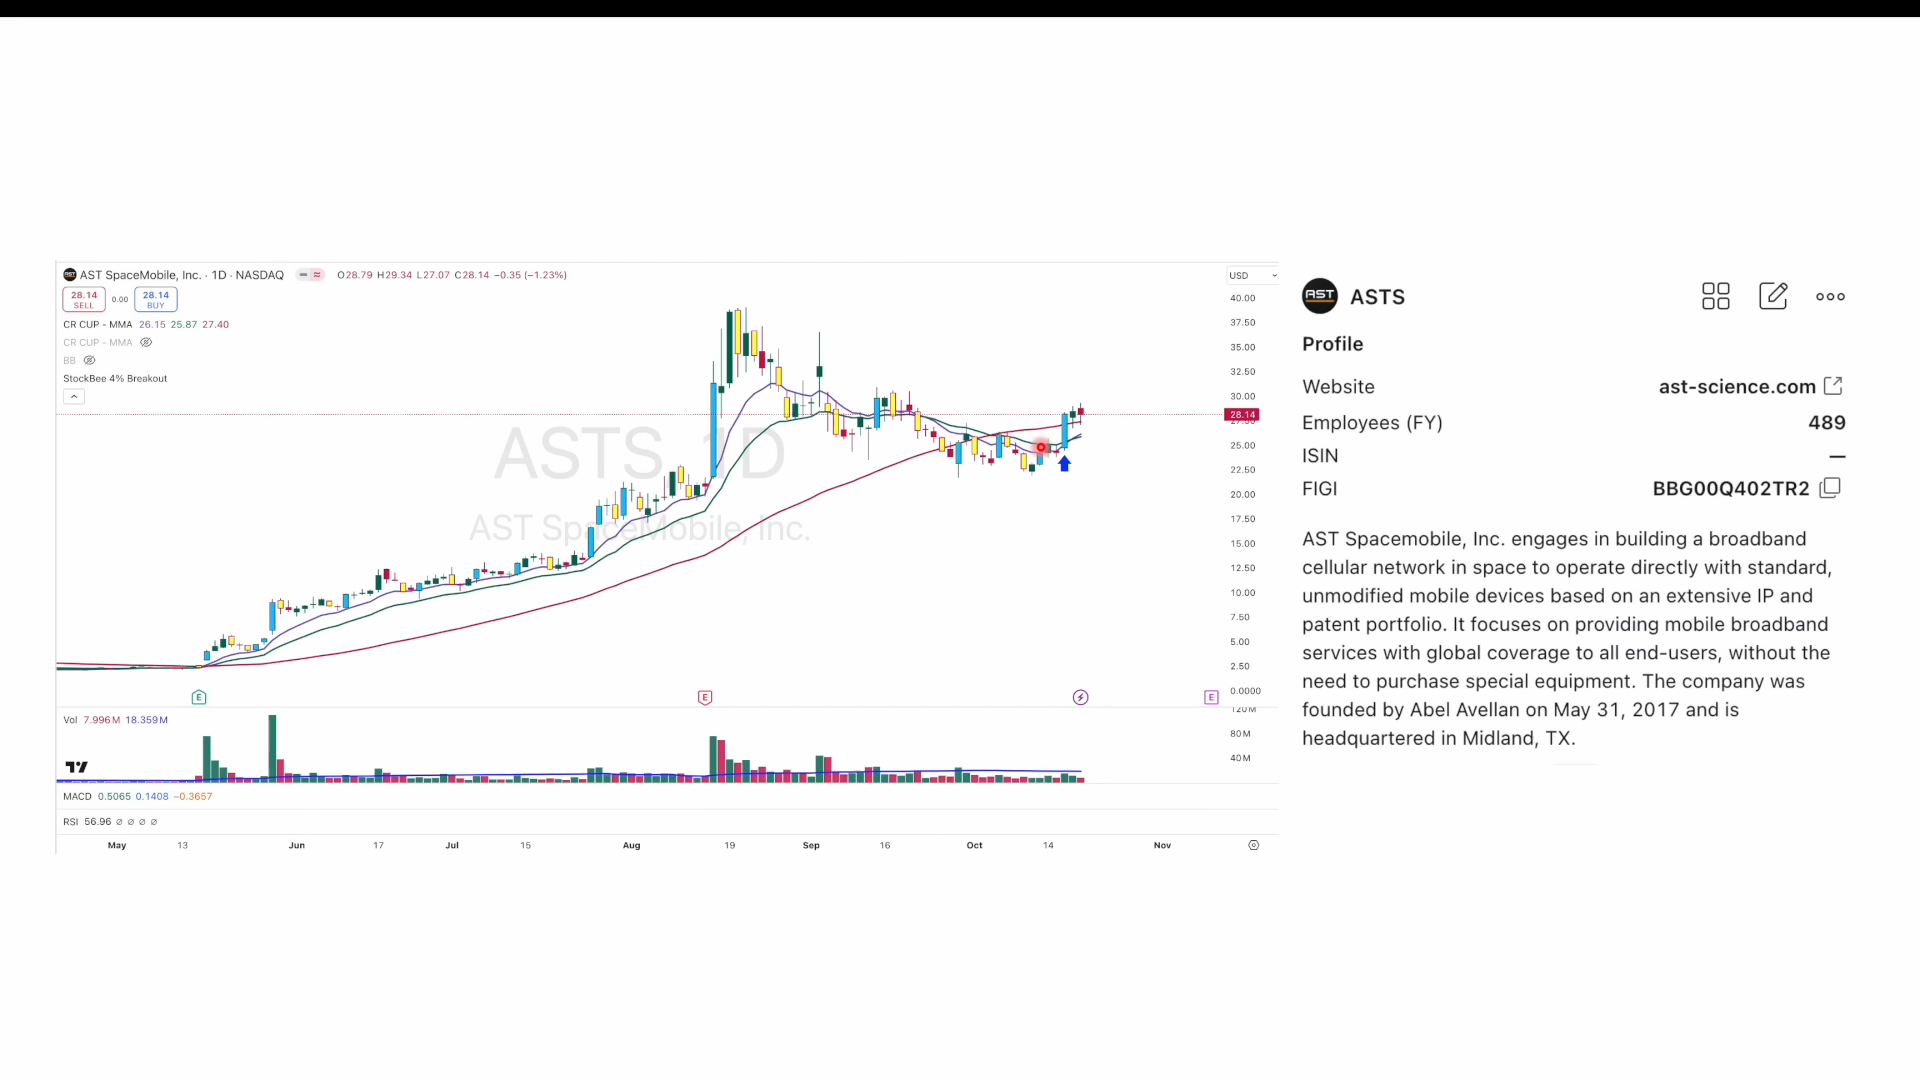 AST SpaceMobile, Inc. · 1D · NASDAQ O28.79 H29.34 L27.07 C28.14 −0.35 (−1.23%)
28.14
SELL
0.00
28.14
BUY
CR CUP - MMA 26.15 25.87 27.40
CR CUP - MMA
BB
StockBee 4% Breakout
ASTS, 1D
AST SpaceMobile, Inc.
USD
40.00
37.50
35.00
32.50
30.00
28.14
27.50
25.00
22.50
20.00
17.50
15.00
12.50
10.00
7.50
5.00
2.50
0.0000
E
E
E
120 M
80 M
40 M
Vol 7.996 M 18.359 M
MACD 0.5065 0.1408 −0.3657
RSI 56.96 ∅ ∅ ∅ ∅
May 13 Jun 17 Jul 15 Aug 19 Sep 16 Oct 14 Nov
AST ASTS
Profile
Website ast-science.com
Employees (FY) 489
ISIN —
FIGI BBG00Q402TR2
AST Spacemobile, Inc. engages in building a broadband
cellular network in space to operate directly with standard,
unmodified mobile devices based on an extensive IP and
patent portfolio. It focuses on providing mobile broadband
services with global coverage to all end-users, without the
need to purchase special equipment. The company was
founded by Abel Avellan on May 31, 2017 and is
headquartered in Midland, TX.